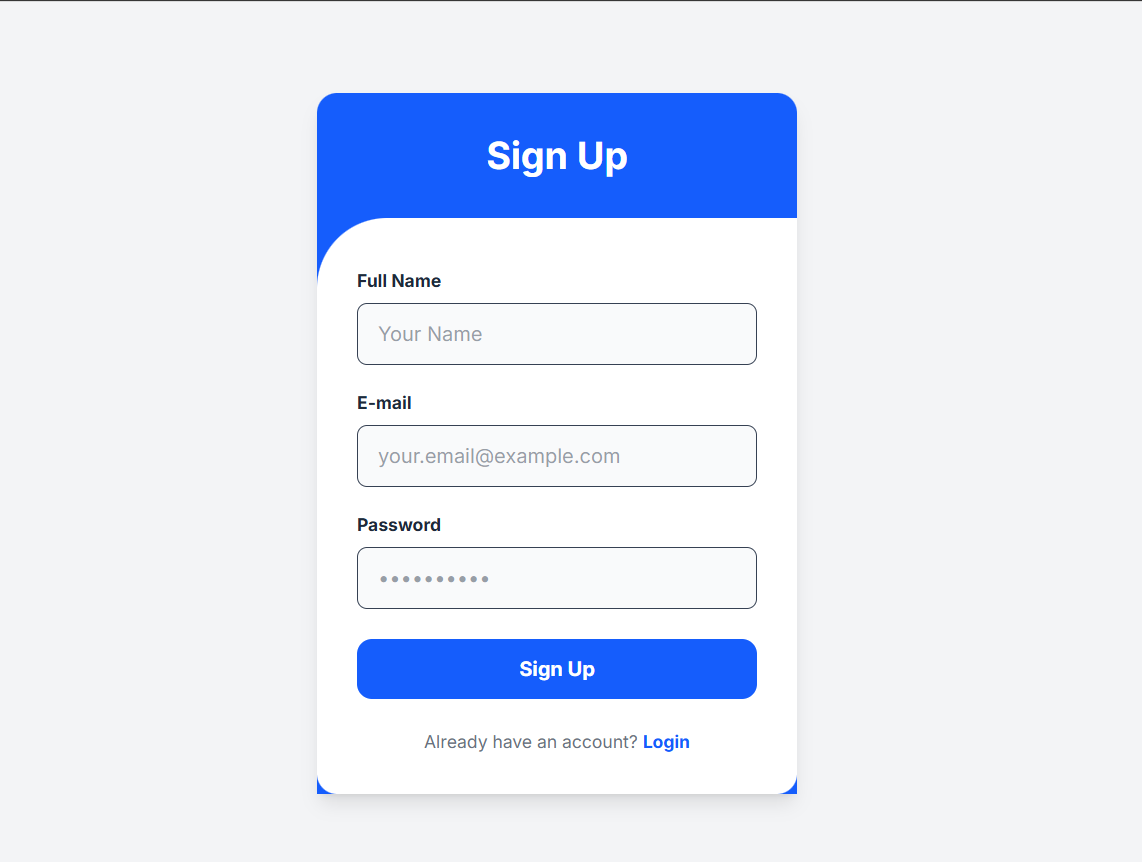 Sign Up
Full Name
Your Name
E-mail
your.email@example.com
Password
••••••••••
Sign Up
Already have an account? Login